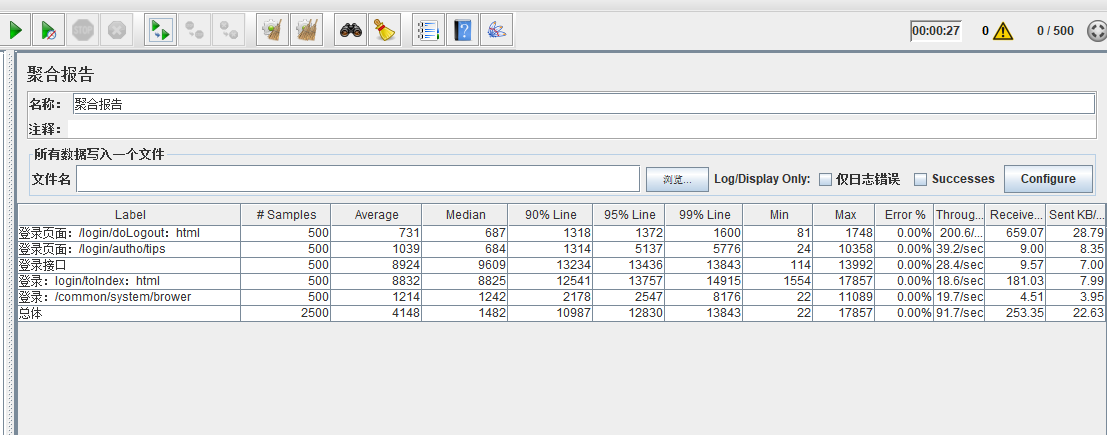 STOP
00:00:27 0 0 / 500
聚合报告
名称： 聚合报告
注释：
所有数据写入一个文件
文件名 浏览... Log/Display Only: 仅日志错误 Successes Configure
Label # Samples Average Median 90% Line 95% Line 99% Line Min Max Error % Throug... Receive... Sent KB/...
登录页面：/login/doLogout：html 500 731 687 1318 1372 1600 81 1748 0.00% 200.6/... 659.07 28.79
登录页面：/login/autho/tips 500 1039 684 1314 5137 5776 24 10358 0.00% 39.2/sec 9.00 8.35
登录接口 500 8924 9609 13234 13436 13843 114 13992 0.00% 28.4/sec 9.57 7.00
登录：login/toIndex：html 500 8832 8825 12541 13757 14915 1554 17857 0.00% 18.6/sec 181.03 7.99
登录：/common/system/brower 500 1214 1242 2178 2547 8176 22 11089 0.00% 19.7/sec 4.51 3.95
总体 2500 4148 1482 10987 12830 13843 22 17857 0.00% 91.7/sec 253.35 22.63